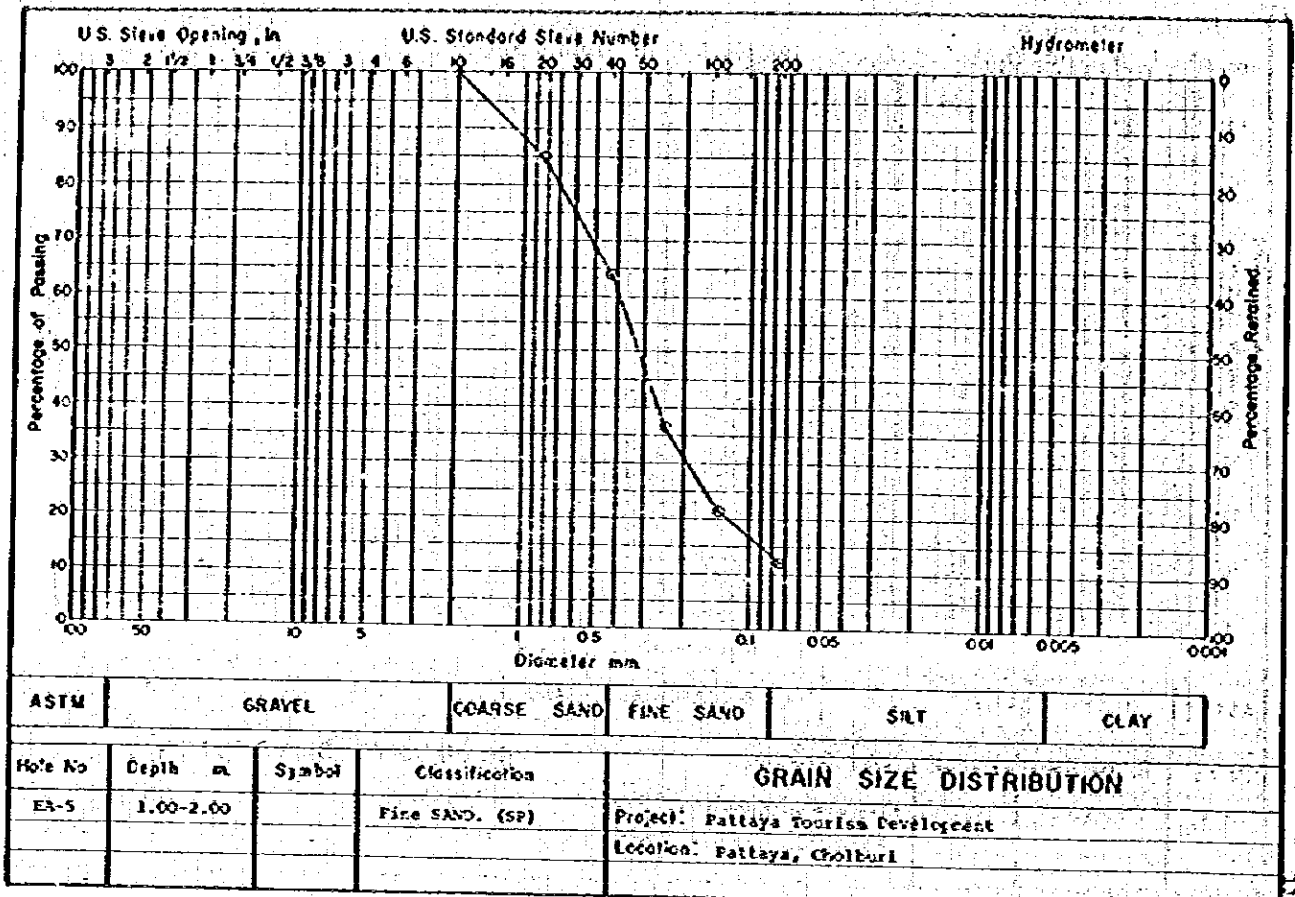 U.S. Sieve Opening, In U.S. Standard Sieve Number Hydrometer
3 2 1½ 1 3/4 1/2 3/8 3 4 6 10 16 20 30 40 50 100 200
100 0
90 10
80 20
70 30
60 40
50 50
40 60
30 70
20 80
10 90
0 100
Percentage of Passing
Percentage Retained
100 50 10 5 1 0.5 0.1 0.05 0.01 0.005 0.001
Diameter mm
ASTM GRAVEL COARSE SAND FINE SAND SILT CLAY
Hole No Depth m. Symbol Classification GRAIN SIZE DISTRIBUTION
EA-5 1.00-2.00 Fine SAND. (SP) Project: Pattaya Tourism Development
Location: Pattaya, Cholburi